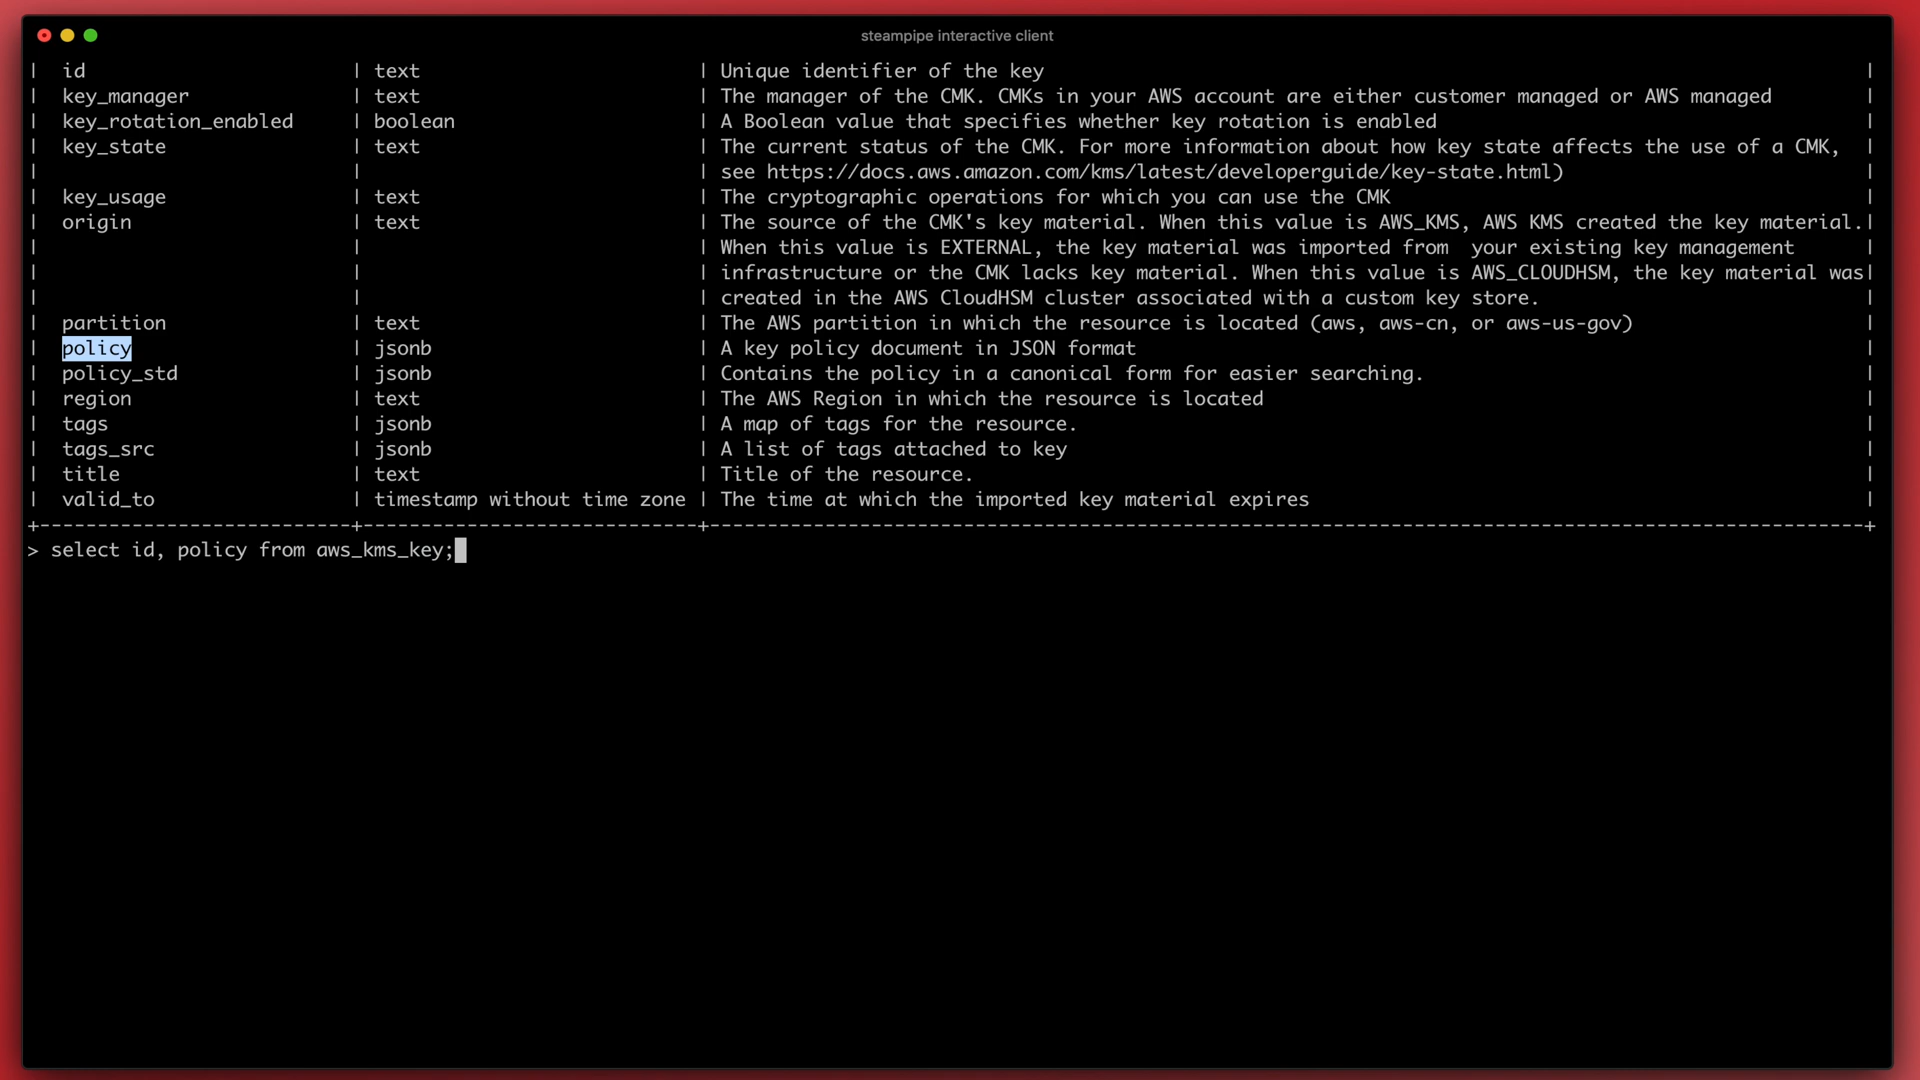 steampipe interactive client
| id | text | Unique identifier of the key |
| key_manager | text | The manager of the CMK. CMKs in your AWS account are either customer managed or AWS managed |
| key_rotation_enabled | boolean | A Boolean value that specifies whether key rotation is enabled |
| key_state | text | The current status of the CMK. For more information about how key state affects the use of a CMK, |
| | | see https://docs.aws.amazon.com/kms/latest/developerguide/key-state.html) |
| key_usage | text | The cryptographic operations for which you can use the CMK |
| origin | text | The source of the CMK's key material. When this value is AWS_KMS, AWS KMS created the key material.|
| | | When this value is EXTERNAL, the key material was imported from  your existing key management |
| | | infrastructure or the CMK lacks key material. When this value is AWS_CLOUDHSM, the key material was|
| | | created in the AWS CloudHSM cluster associated with a custom key store. |
| partition | text | The AWS partition in which the resource is located (aws, aws-cn, or aws-us-gov) |
| policy | jsonb | A key policy document in JSON format |
| policy_std | jsonb | Contains the policy in a canonical form for easier searching. |
| region | text | The AWS Region in which the resource is located |
| tags | jsonb | A map of tags for the resource. |
| tags_src | jsonb | A list of tags attached to key |
| title | text | Title of the resource. |
| valid_to | timestamp without time zone | The time at which the imported key material expires |
+---------------------------+-----------------------------+----------------------------------------------------------------------------------------------------+
> select id, policy from aws_kms_key;